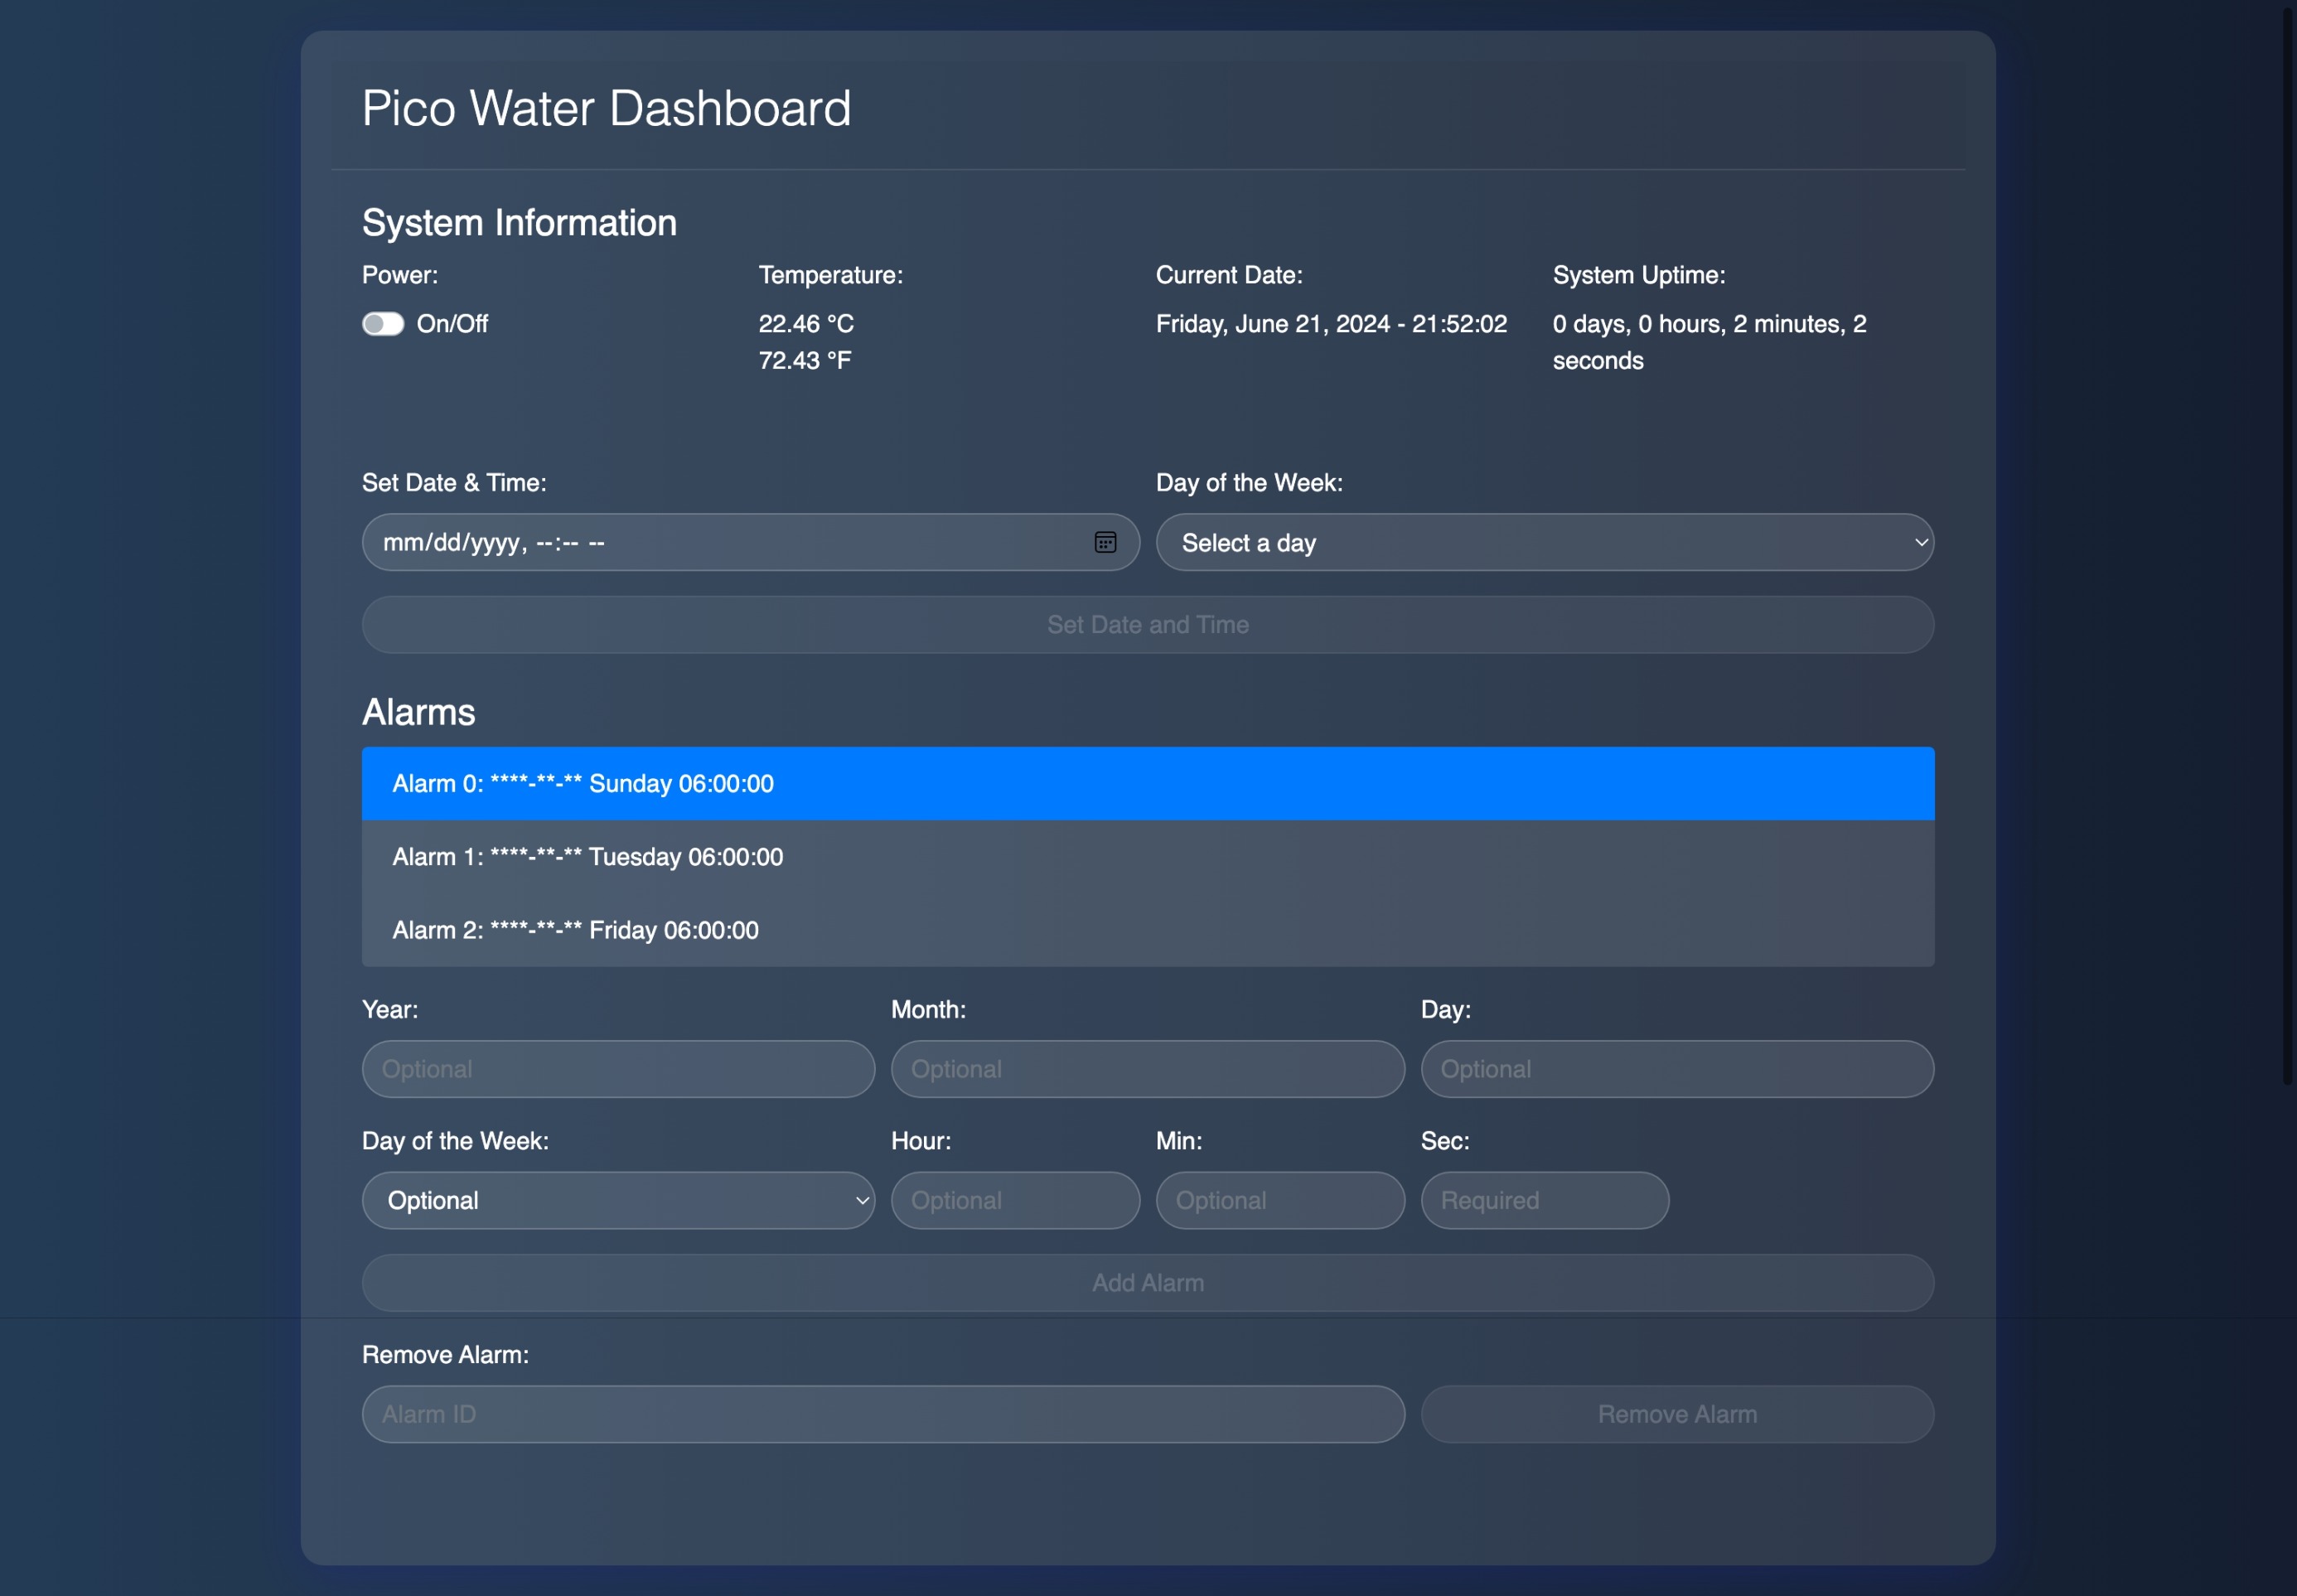 Pico Water Dashboard
System Information
Power:
On/Off
Temperature:
22.46 °C
72.43 °F
Current Date:
Friday, June 21, 2024 - 21:52:02
System Uptime:
0 days, 0 hours, 2 minutes, 2
seconds
Set Date & Time:
mm/dd/yyyy, --:-- --
Day of the Week:
Select a day
Set Date and Time
Alarms
Alarm 0: ****-**-** Sunday 06:00:00
Alarm 1: ****-**-** Tuesday 06:00:00
Alarm 2: ****-**-** Friday 06:00:00
Year:
Optional
Month:
Optional
Day:
Optional
Day of the Week:
Optional
Hour:
Optional
Min:
Optional
Sec:
Required
Add Alarm
Remove Alarm:
Alarm ID
Remove Alarm